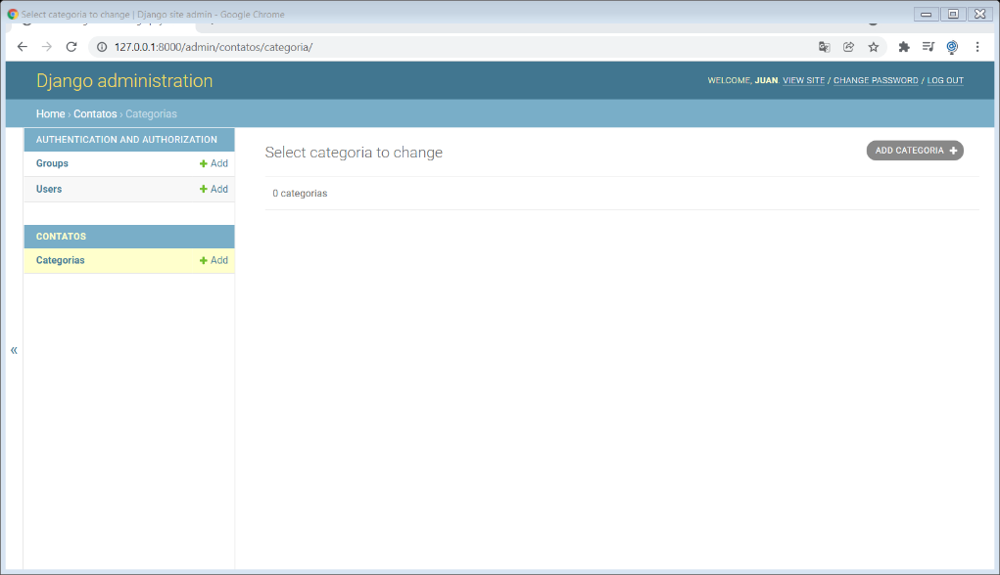 Select categoria to change | Django site admin - Google Chrome
127.0.0.1:8000/admin/contatos/categoria/
Django administration
WELCOME, JUAN. VIEW SITE / CHANGE PASSWORD / LOG OUT
Home › Contatos › Categorias
AUTHENTICATION AND AUTHORIZATION
Groups + Add
Users + Add
CONTATOS
Categorias + Add
«
Select categoria to change
ADD CATEGORIA +
0 categorias